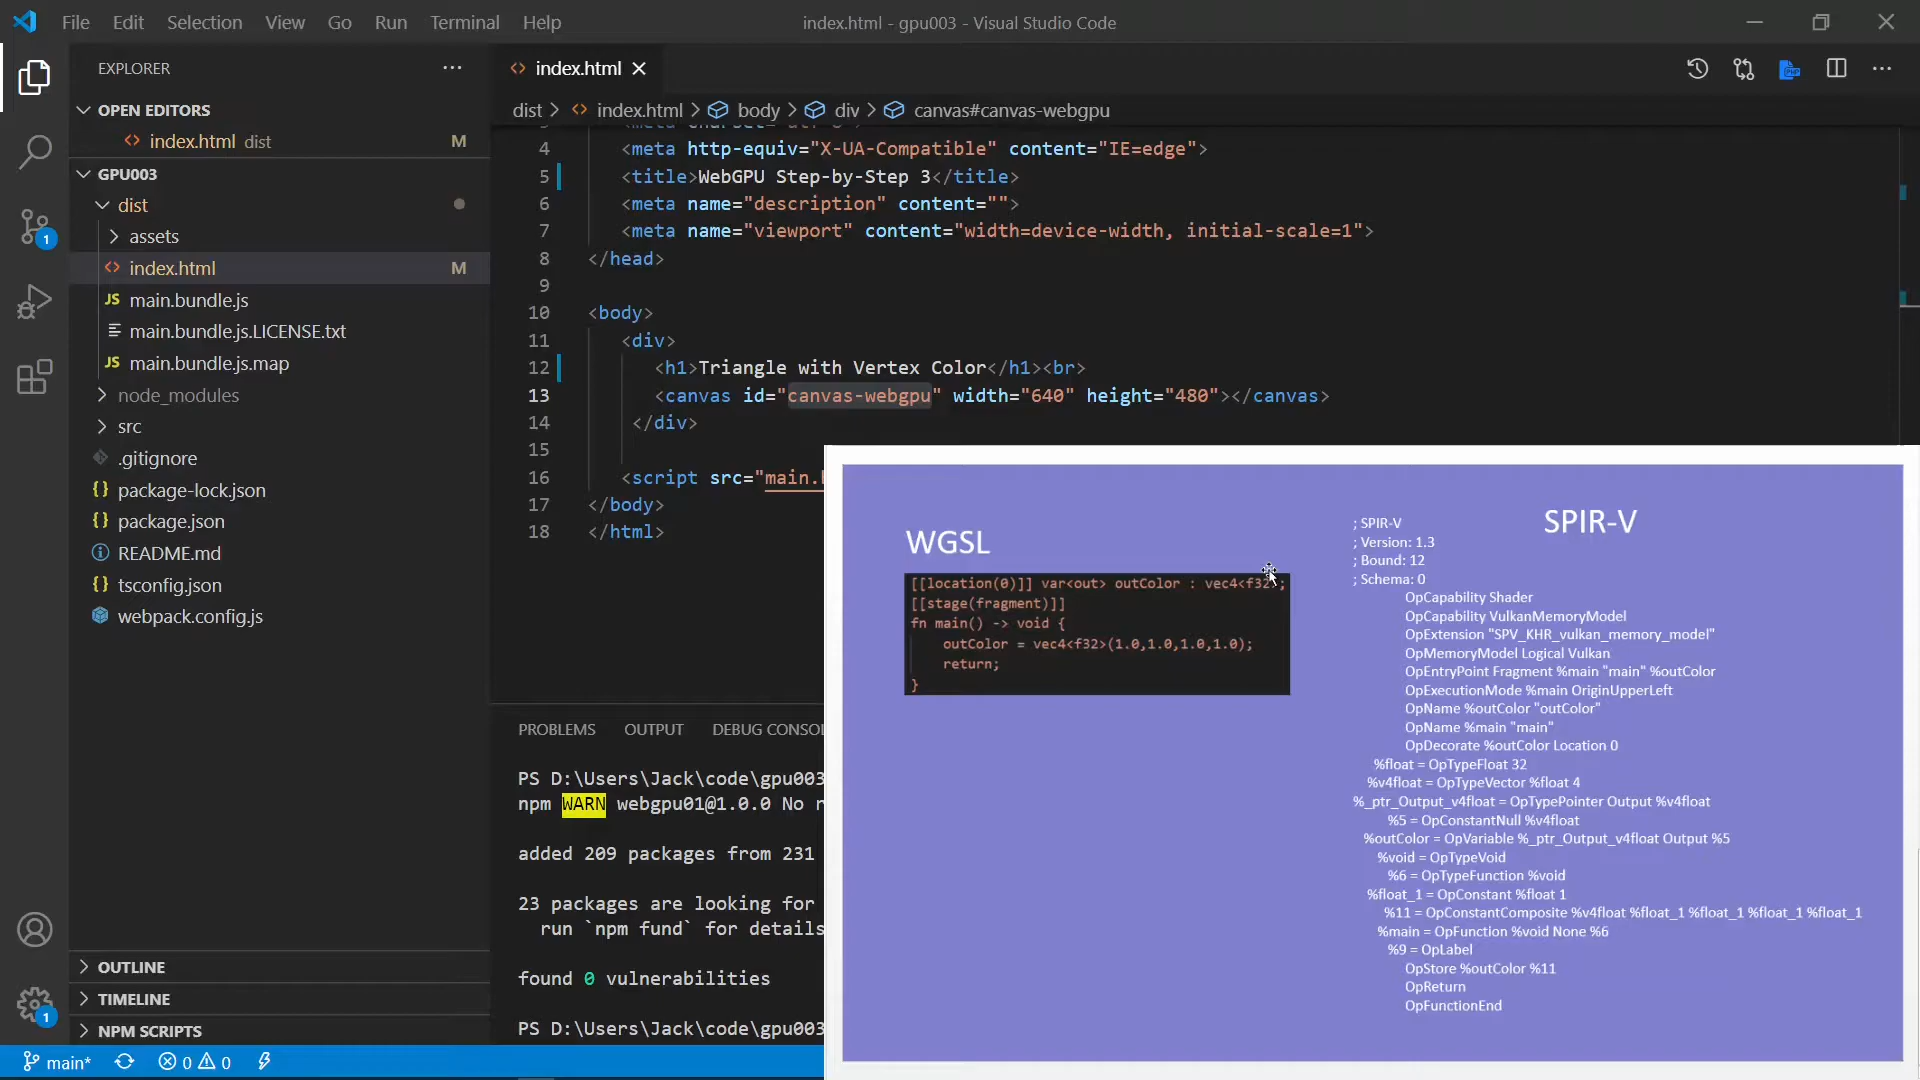 File Edit Selection View Go Run Terminal Help
index.html - gpu003 - Visual Studio Code
EXPLORER
OPEN EDITORS
index.html dist M
GPU003
dist
assets
index.html M
JS main.bundle.js
main.bundle.js.LICENSE.txt
JS main.bundle.js.map
node_modules
src
.gitignore
{} package-lock.json
{} package.json
README.md
tsconfig.json
webpack.config.js
OUTLINE
TIMELINE
NPM SCRIPTS
1
1
main* 0 0
index.html
dist > index.html > body > div > canvas#canvas-webgpu
4 <meta http-equiv="X-UA-Compatible" content="IE=edge">
5 <title>WebGPU Step-by-Step 3</title>
6 <meta name="description" content="">
7 <meta name="viewport" content="width=device-width, initial-scale=1">
8 </head>
9
10 <body>
11 <div>
12 <h1>Triangle with Vertex Color</h1><br>
13 <canvas id="canvas-webgpu" width="640" height="480"></canvas>
14 </div>
15
16 <script src="main.
17 </body>
18 </html>
PROBLEMS OUTPUT DEBUG CONSOL
PS D:\Users\Jack\code\gpu003
npm WARN webgpu01@1.0.0 No r
added 209 packages from 231
23 packages are looking for
run `npm fund` for details
found 0 vulnerabilities
PS D:\Users\Jack\code\gpu003
WGSL
[[location(0)]] var<out> outColor : vec4<f32>;
[[stage(fragment)]]
fn main() -> void {
outColor = vec4<f32>(1.0,1.0,1.0,1.0);
return;
}
SPIR-V
; SPIR-V
; Version: 1.3
; Bound: 12
; Schema: 0
OpCapability Shader
OpCapability VulkanMemoryModel
OpExtension "SPV_KHR_vulkan_memory_model"
OpMemoryModel Logical Vulkan
OpEntryPoint Fragment %main "main" %outColor
OpExecutionMode %main OriginUpperLeft
OpName %outColor "outColor"
OpName %main "main"
OpDecorate %outColor Location 0
%float = OpTypeFloat 32
%v4float = OpTypeVector %float 4
%_ptr_Output_v4float = OpTypePointer Output %v4float
%5 = OpConstantNull %v4float
%outColor = OpVariable %_ptr_Output_v4float Output %5
%void = OpTypeVoid
%6 = OpTypeFunction %void
%float_1 = OpConstant %float 1
%11 = OpConstantComposite %v4float %float_1 %float_1 %float_1 %float_1
%main = OpFunction %void None %6
%9 = OpLabel
OpStore %outColor %11
OpReturn
OpFunctionEnd